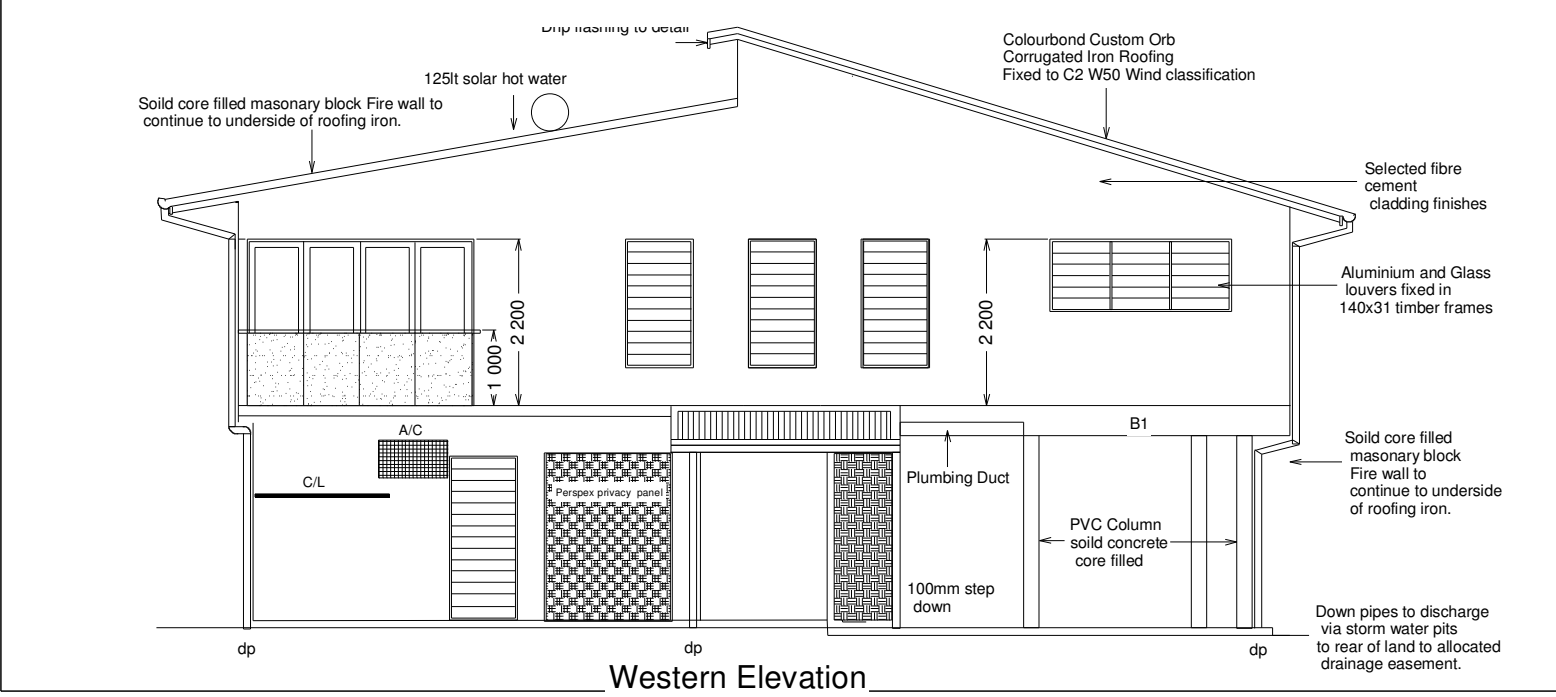 Drip flashing to detail
Colourbond Custom Orb
Corrugated Iron Roofing
Fixed to C2 W50 Wind classification
125lt solar hot water
Soild core filled masonary block Fire wall to
continue to underside of roofing iron.
Selected fibre
cement
cladding finishes
Aluminium and Glass
louvers fixed in
140x31 timber frames
2 200
1 000
2 200
A/C
C/L
Perspex privacy panel
B1
Plumbing Duct
Soild core filled
masonary block
Fire wall to
continue to underside
of roofing iron.
PVC Column
soild concrete
core filled
100mm step
down
Down pipes to discharge
via storm water pits
to rear of land to allocated
drainage easement.
dp
dp
dp
Western Elevation